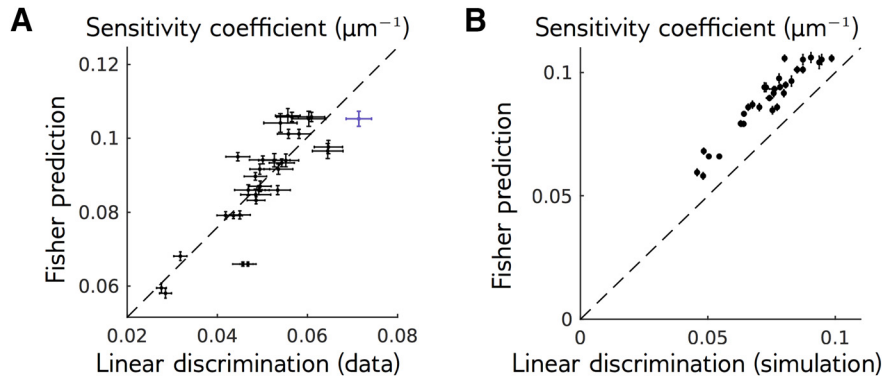 A
Sensitivity coefficient (μm⁻¹)
Fisher prediction
0.12
0.1
0.08
0.06
0.02
0.04
0.06
0.08
Linear discrimination (data)
B
Sensitivity coefficient (μm⁻¹)
Fisher prediction
0.1
0.05
0
0
0.05
0.1
Linear discrimination (simulation)